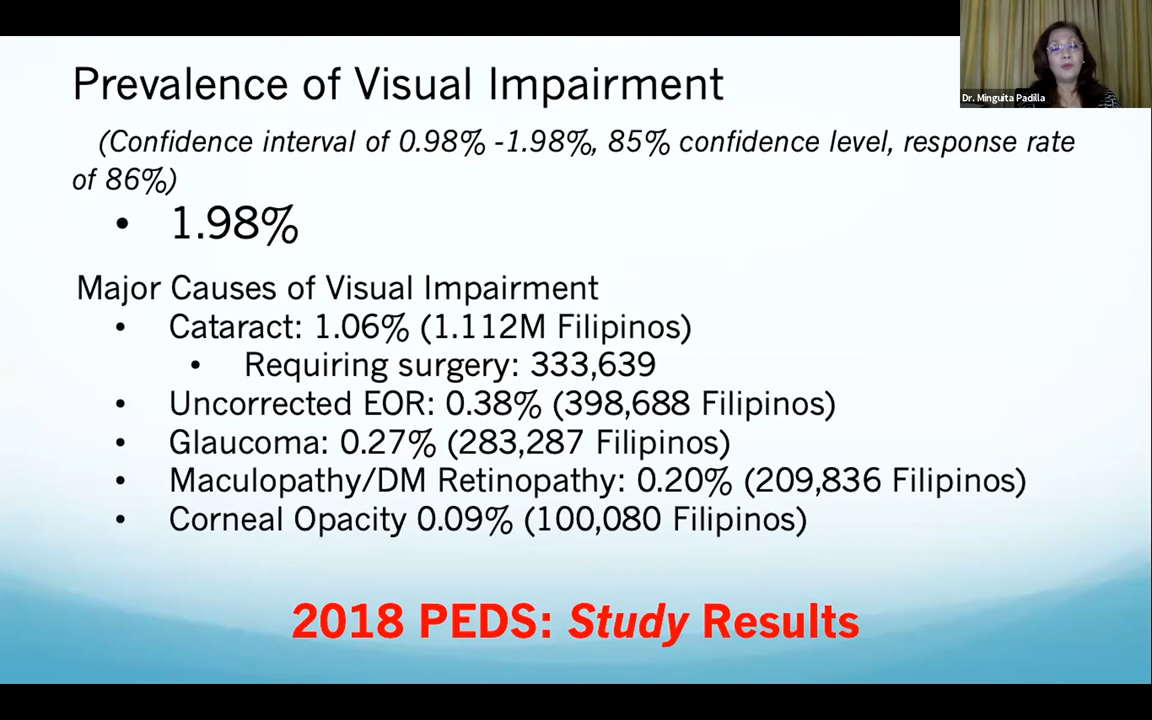 Prevalence of Visual Impairment
Dr. Minguita Padilla
(Confidence interval of 0.98% -1.98%, 85% confidence level, response rate
of 86%)
• 1.98%
Major Causes of Visual Impairment
• Cataract: 1.06% (1.112M Filipinos)
• Requiring surgery: 333,639
• Uncorrected EOR: 0.38% (398,688 Filipinos)
• Glaucoma: 0.27% (283,287 Filipinos)
• Maculopathy/DM Retinopathy: 0.20% (209,836 Filipinos)
• Corneal Opacity 0.09% (100,080 Filipinos)
2018 PEDS: Study Results